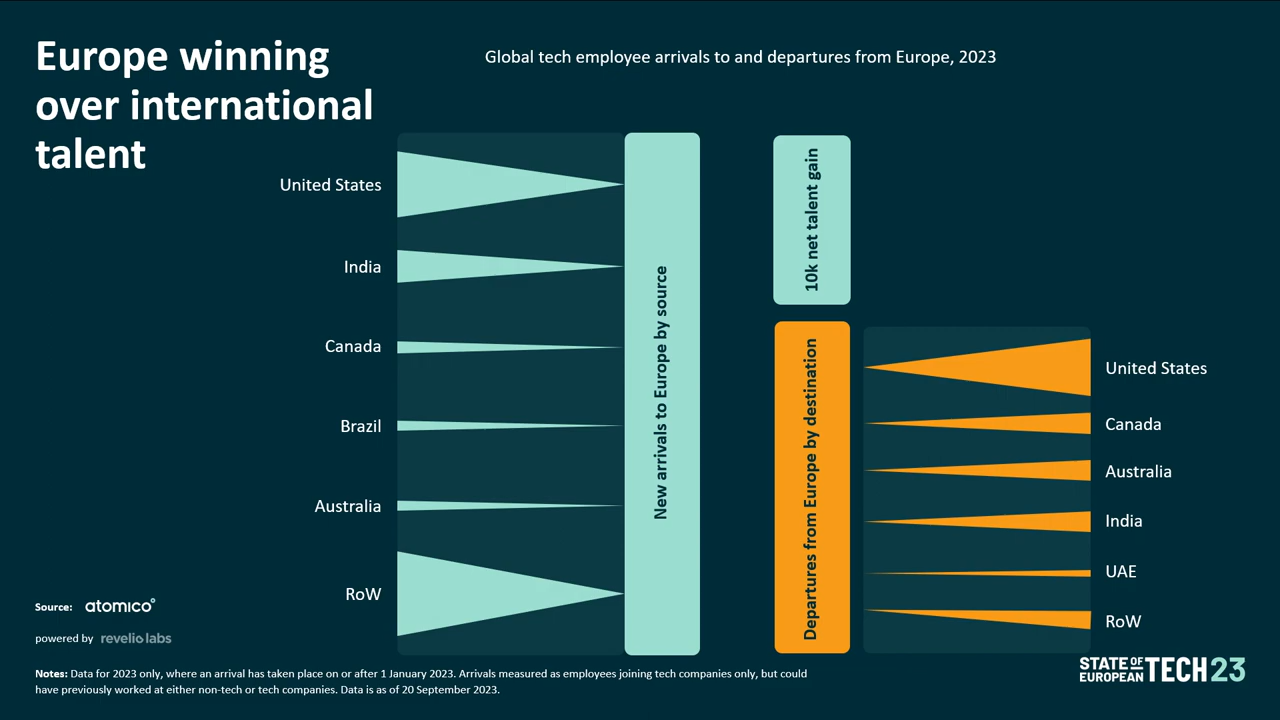 Europe winning
over international
talent
Global tech employee arrivals to and departures from Europe, 2023
United States
India
Canada
Brazil
Australia
RoW
New arrivals to Europe by source
10k net talent gain
Departures from Europe by destination
United States
Canada
Australia
India
UAE
RoW
Source: atomico
powered by revelio labs
Notes: Data for 2023 only, where an arrival has taken place on or after 1 January 2023. Arrivals measured as employees joining tech companies only, but could
have previously worked at either non-tech or tech companies. Data is as of 20 September 2023.
STATE OF EUROPEAN TECH 23